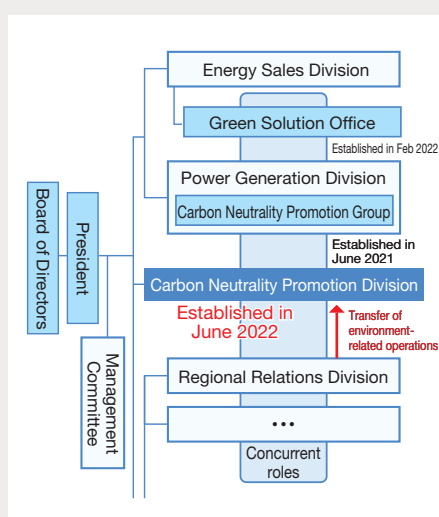 Energy Sales Division
Green Solution Office
Established in Feb 2022
Power Generation Division
Carbon Neutrality Promotion Group
Established in
June 2021
Board of Directors
President
Carbon Neutrality Promotion Division
Established in
June 2022
Transfer of
environment-
related operations
Management
Committee
Regional Relations Division
...
Concurrent
roles